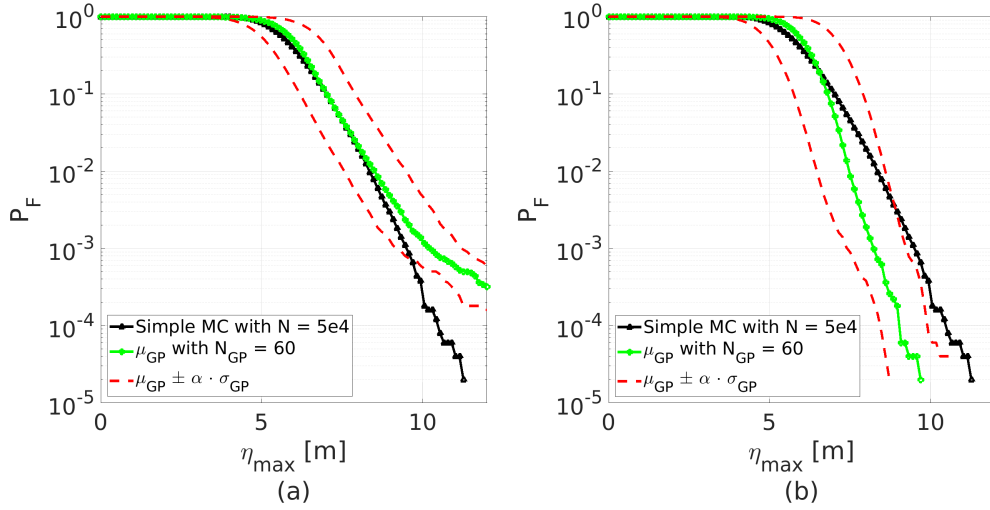 10^0
10^-1
10^-2
10^-3
10^-4
10^-5
P_F
Simple MC with N = 5e4
μ_GP with N_GP = 60
μ_GP ± α · σ_GP
0 5 10
η_max [m]
(a)
10^0
10^-1
10^-2
10^-3
10^-4
10^-5
P_F
Simple MC with N = 5e4
μ_GP with N_GP = 60
μ_GP ± α · σ_GP
0 5 10
η_max [m]
(b)